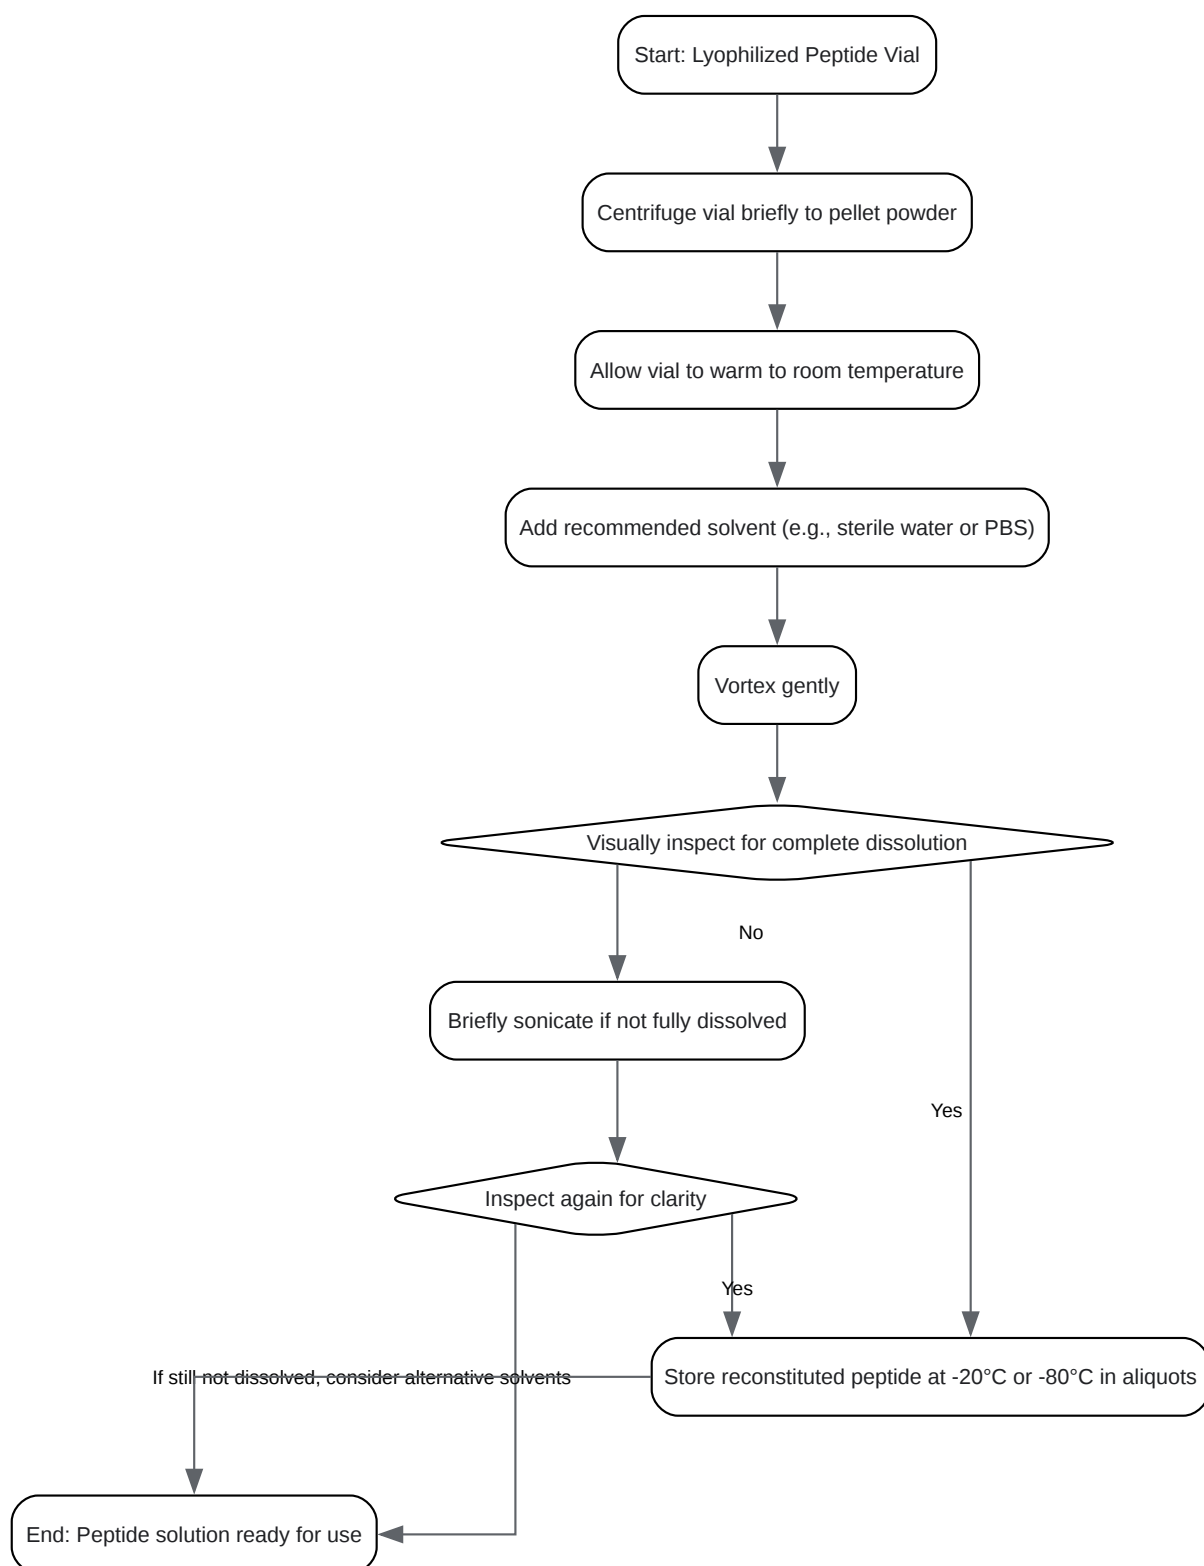 Start: Lyophilized Peptide Vial
Centrifuge vial briefly to pellet powder
Allow vial to warm to room temperature
Add recommended solvent (e.g., sterile water or PBS)
Vortex gently
Visually inspect for complete dissolution
No
Briefly sonicate if not fully dissolved
Yes
Inspect again for clarity
Yes
If still not dissolved, consider alternative solvents
Store reconstituted peptide at -20°C or -80°C in aliquots
End: Peptide solution ready for use